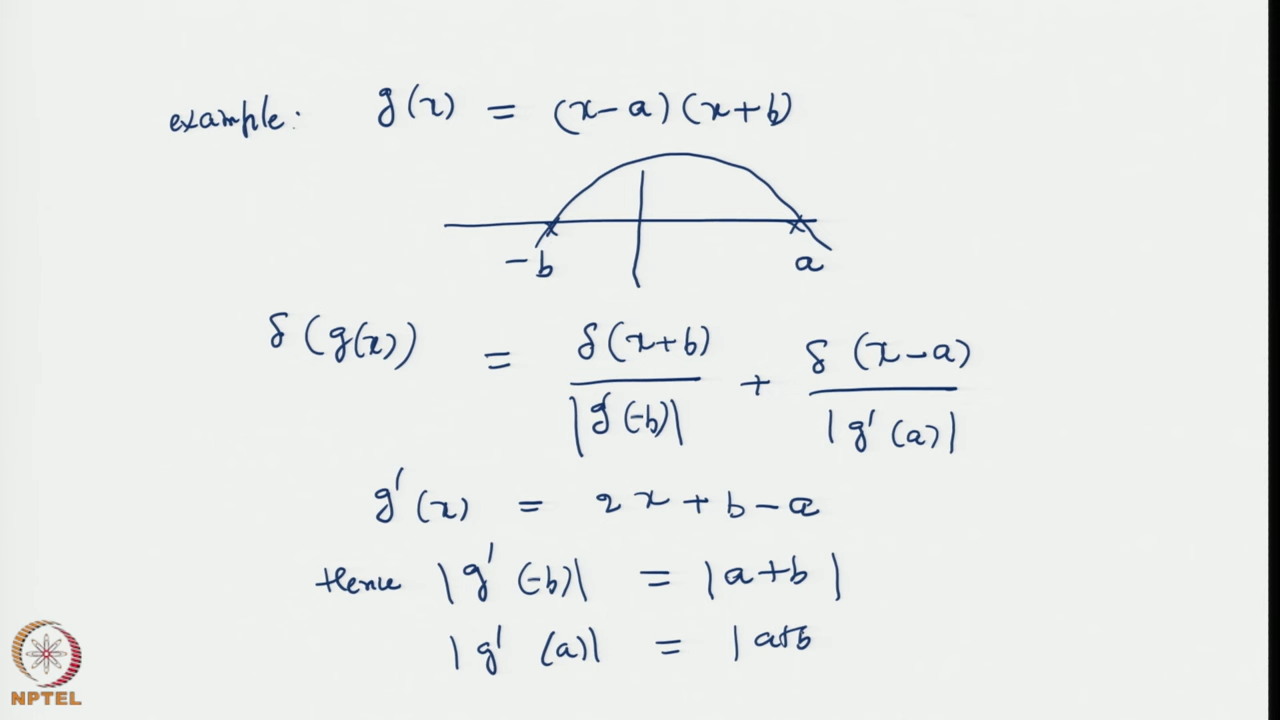 example: g(x) = (x-a)(x+b)
-b a
δ(g(x)) = δ(x+b) / |g'(-b)| + δ(x-a) / |g'(a)|
g'(x) = 2x+b-a
Hence |g'(-b)| = |a+b|
|g'(a)| = |a+b
NPTEL